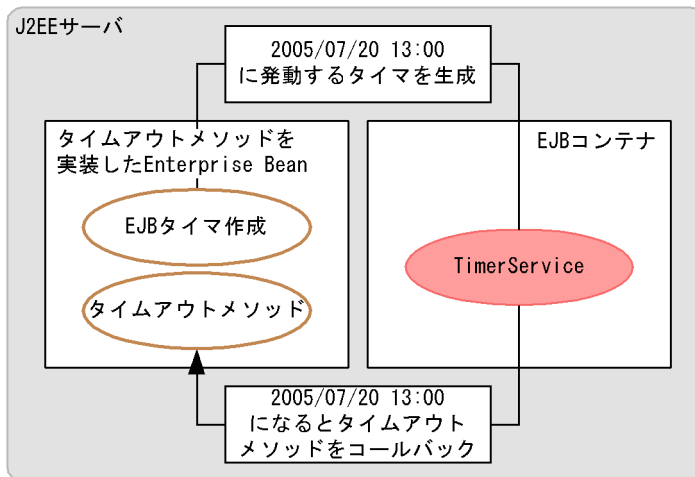 J2EEサーバ
2005/07/20 13:00
に発動するタイマを生成
タイムアウトメソッドを
実装したEnterprise Bean
EJBコンテナ
EJBタイマ作成
TimerService
タイムアウトメソッド
2005/07/20 13:00
になるとタイムアウト
メソッドをコールバック